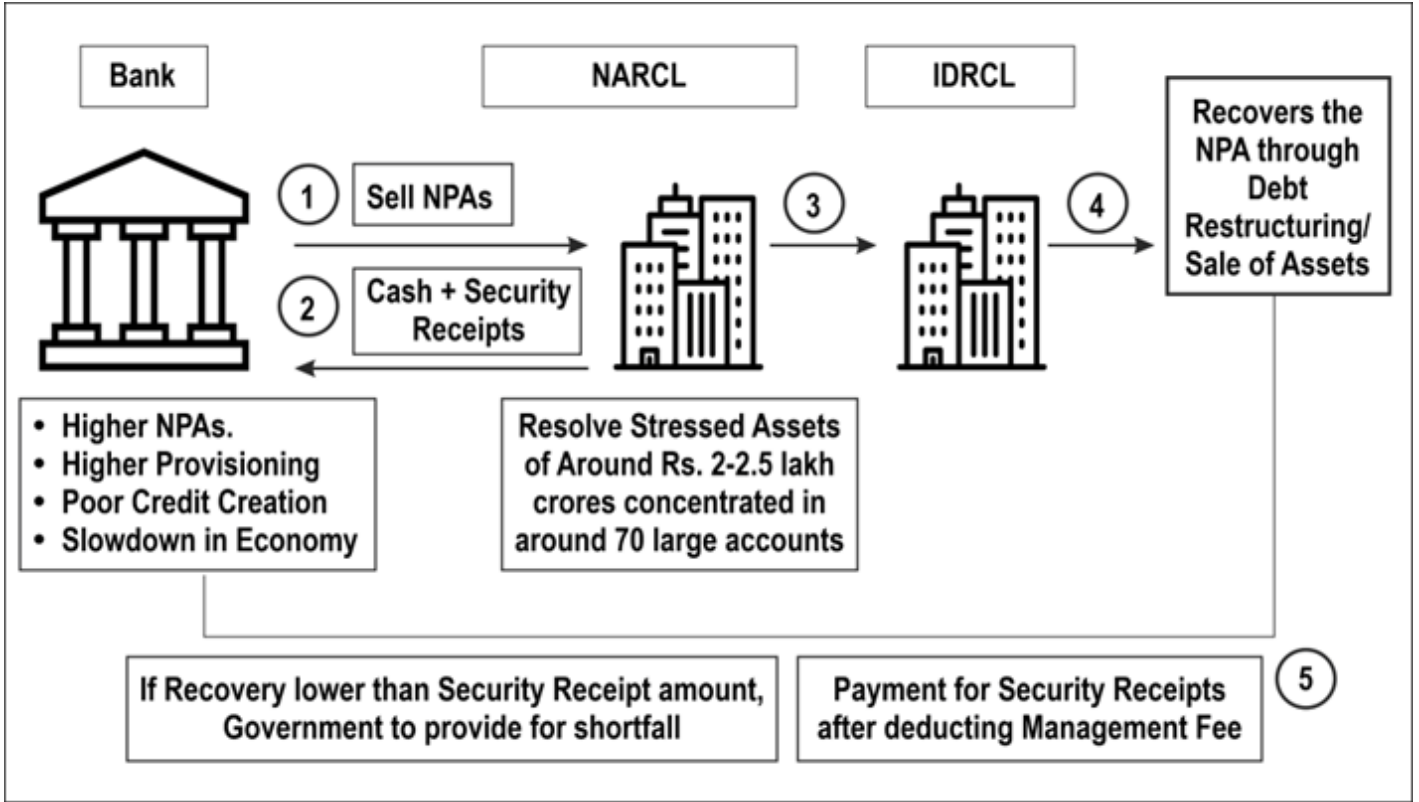 Bank
NARCL
IDRCL
1
Sell NPAs
2
Cash + Security
Receipts
3
4
Recovers the
NPA through
Debt
Restructuring/
Sale of Assets
• Higher NPAs.
• Higher Provisioning
• Poor Credit Creation
• Slowdown in Economy
Resolve Stressed Assets
of Around Rs. 2-2.5 lakh
crores concentrated in
around 70 large accounts
If Recovery lower than Security Receipt amount,
Government to provide for shortfall
Payment for Security Receipts
after deducting Management Fee
5